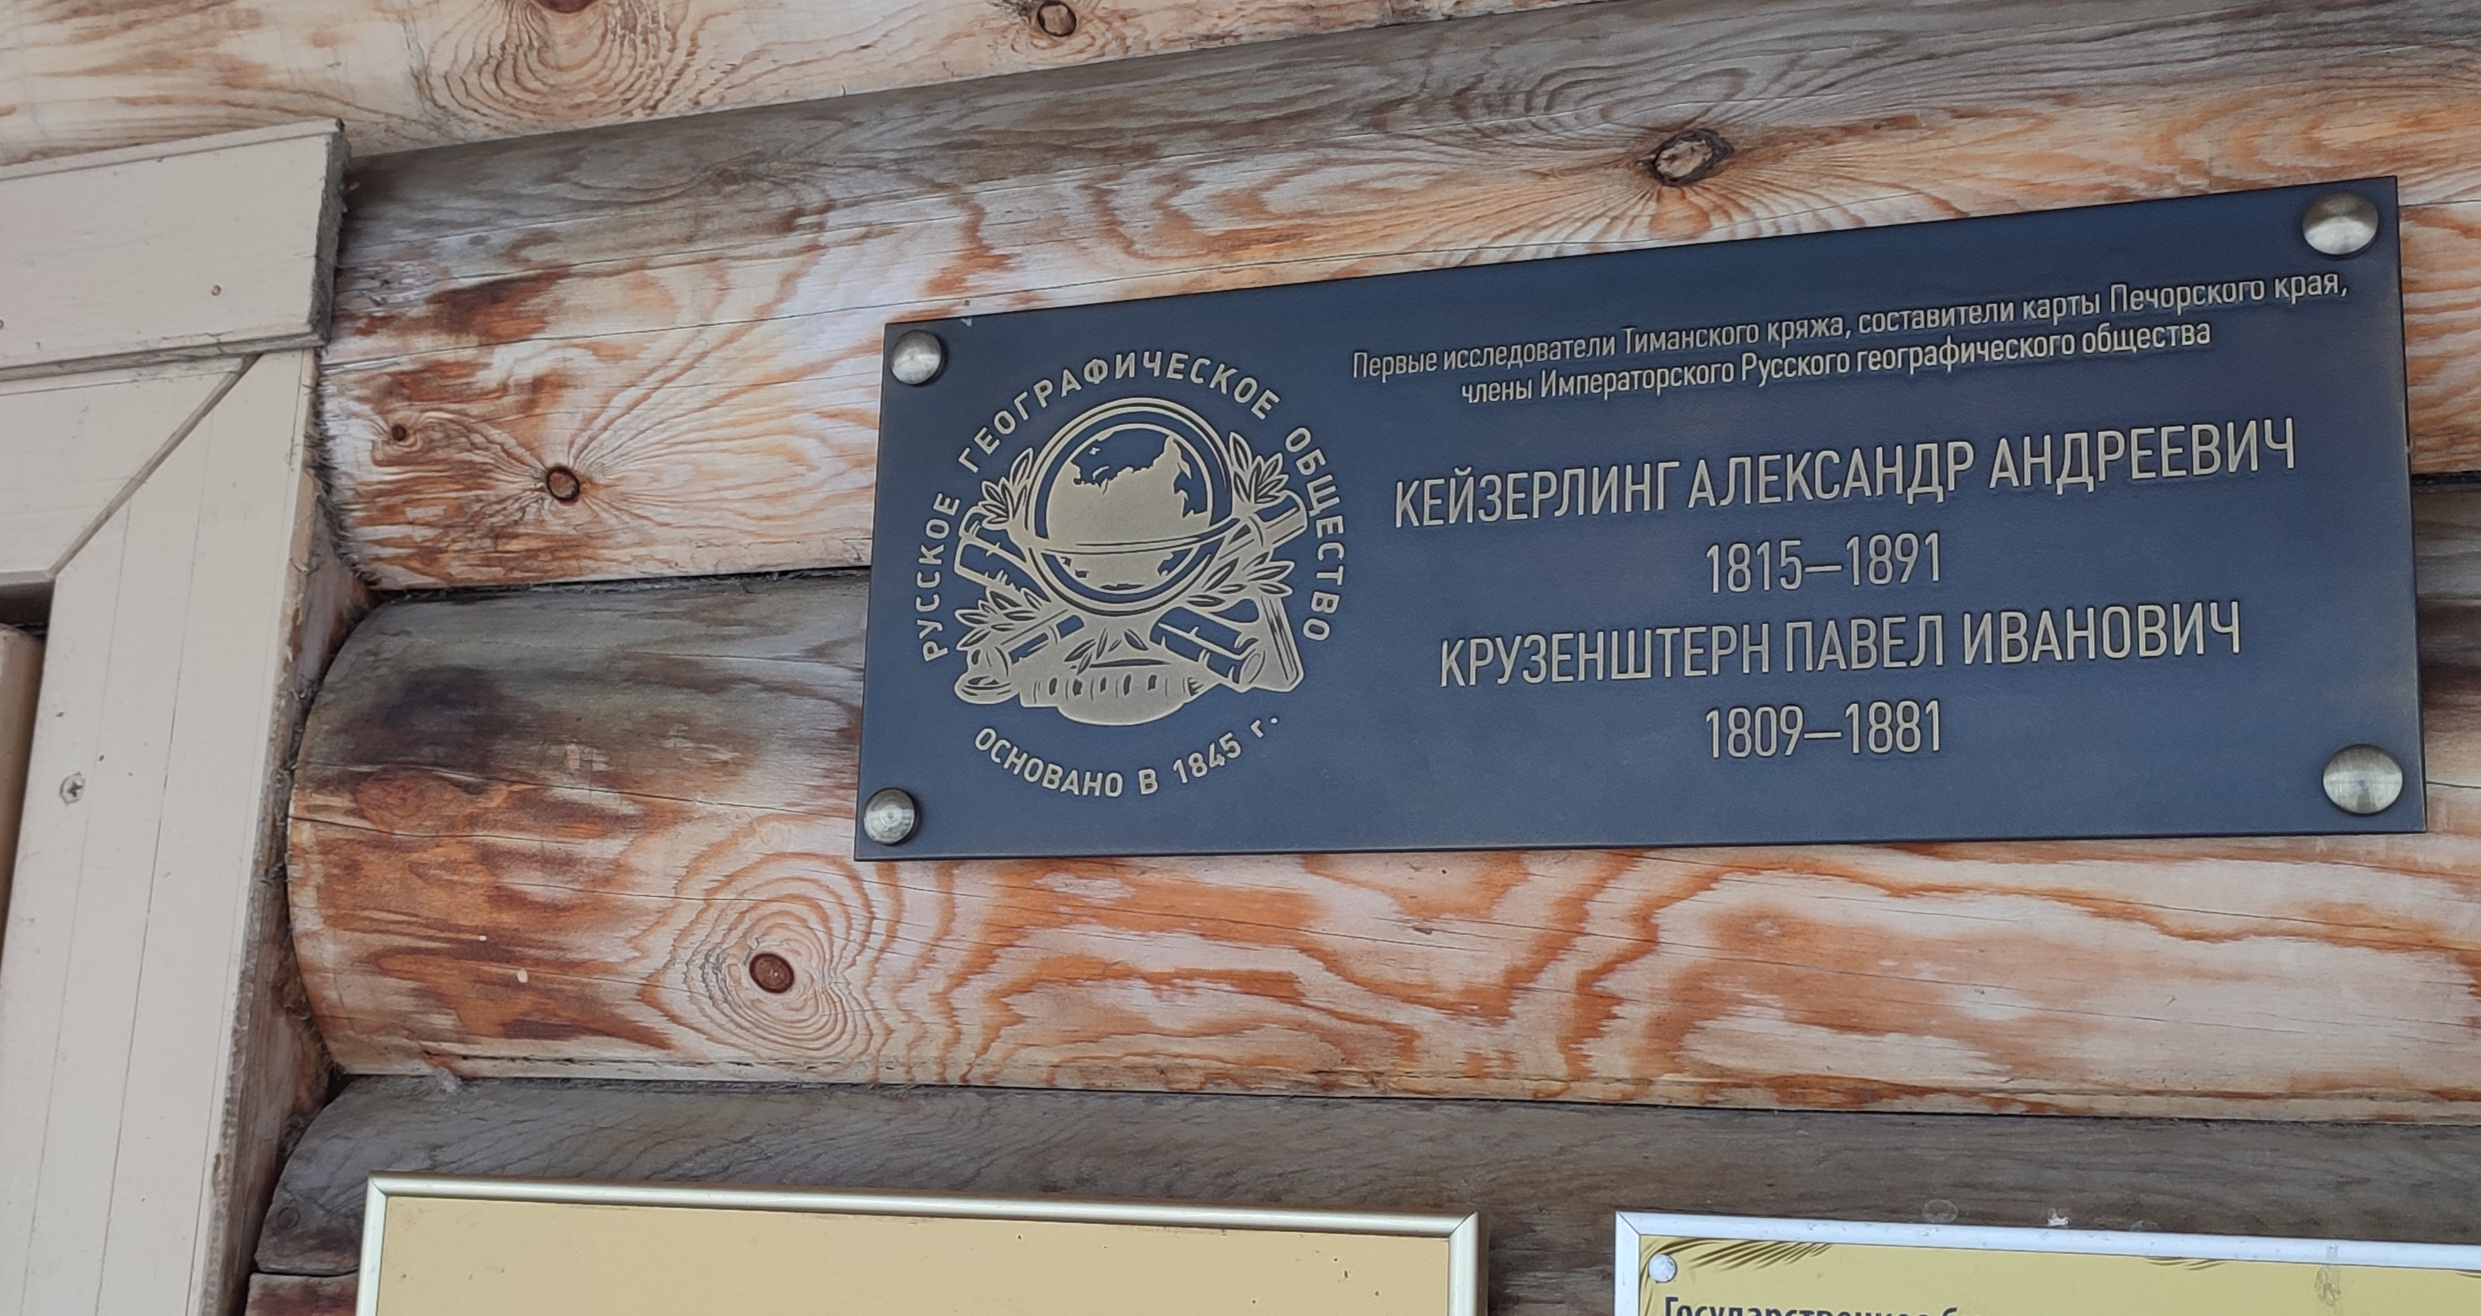 РУССКОЕ ГЕОГРАФИЧЕСКОЕ ОБЩЕСТВО
ОСНОВАНО В 1845 г.
Первые исследователи Тиманского кряжа, составители карты Печорского края,
члены Императорского Русского географического общества
КЕЙЗЕРЛИНГ АЛЕКСАНДР АНДРЕЕВИЧ
1815–1891
КРУЗЕНШТЕРН ПАВЕЛ ИВАНОВИЧ
1809–1881